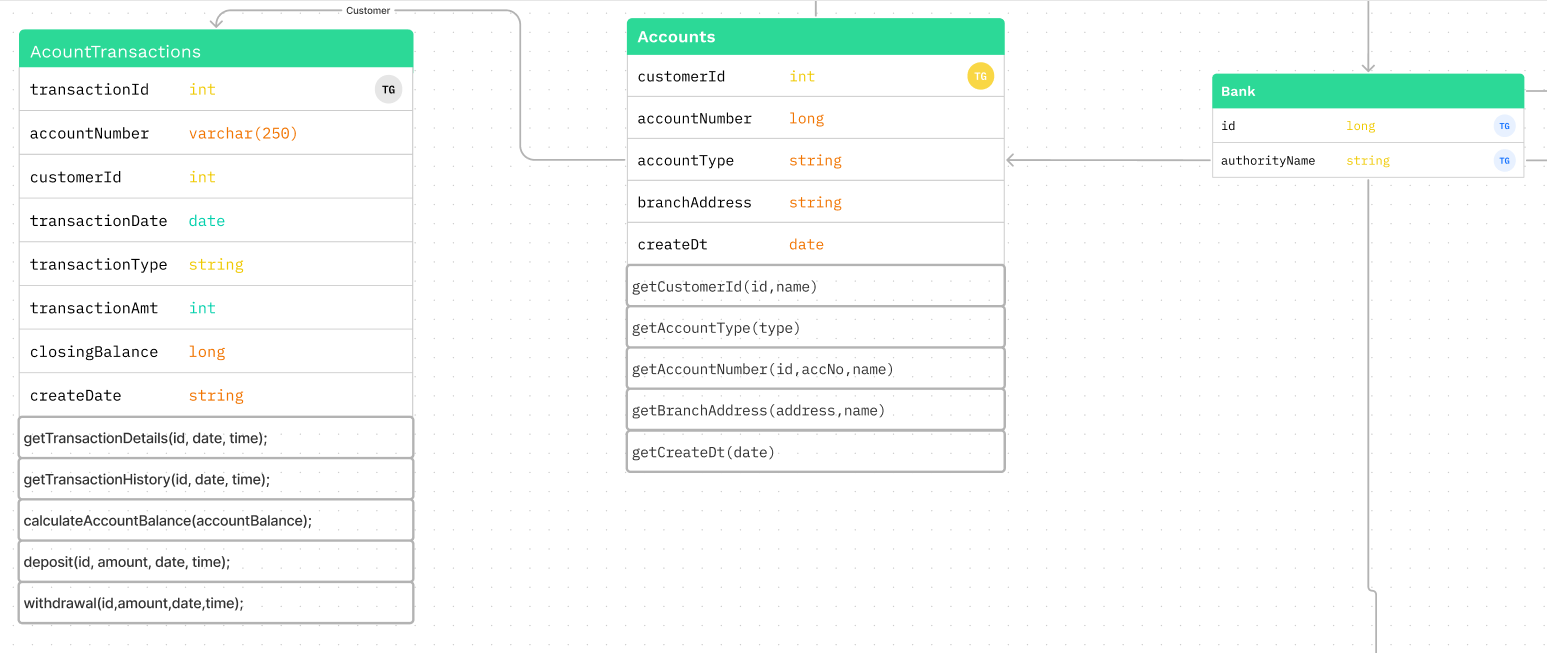 Customer
AcountTransactions
transactionId int TG
accountNumber varchar(250)
customerId int
transactionDate date
transactionType string
transactionAmt int
closingBalance long
createDate string
getTransactionDetails(id, date, time);
getTransactionHistory(id, date, time);
calculateAccountBalance(accountBalance);
deposit(id, amount, date, time);
withdrawal(id,amount,date,time);
Accounts
customerId int TG
accountNumber long
accountType string
branchAddress string
createDt date
getCustomerId(id,name)
getAccountType(type)
getAccountNumber(id,accNo,name)
getBranchAddress(address,name)
getCreateDt(date)
Bank
id long TG
authorityName string TG